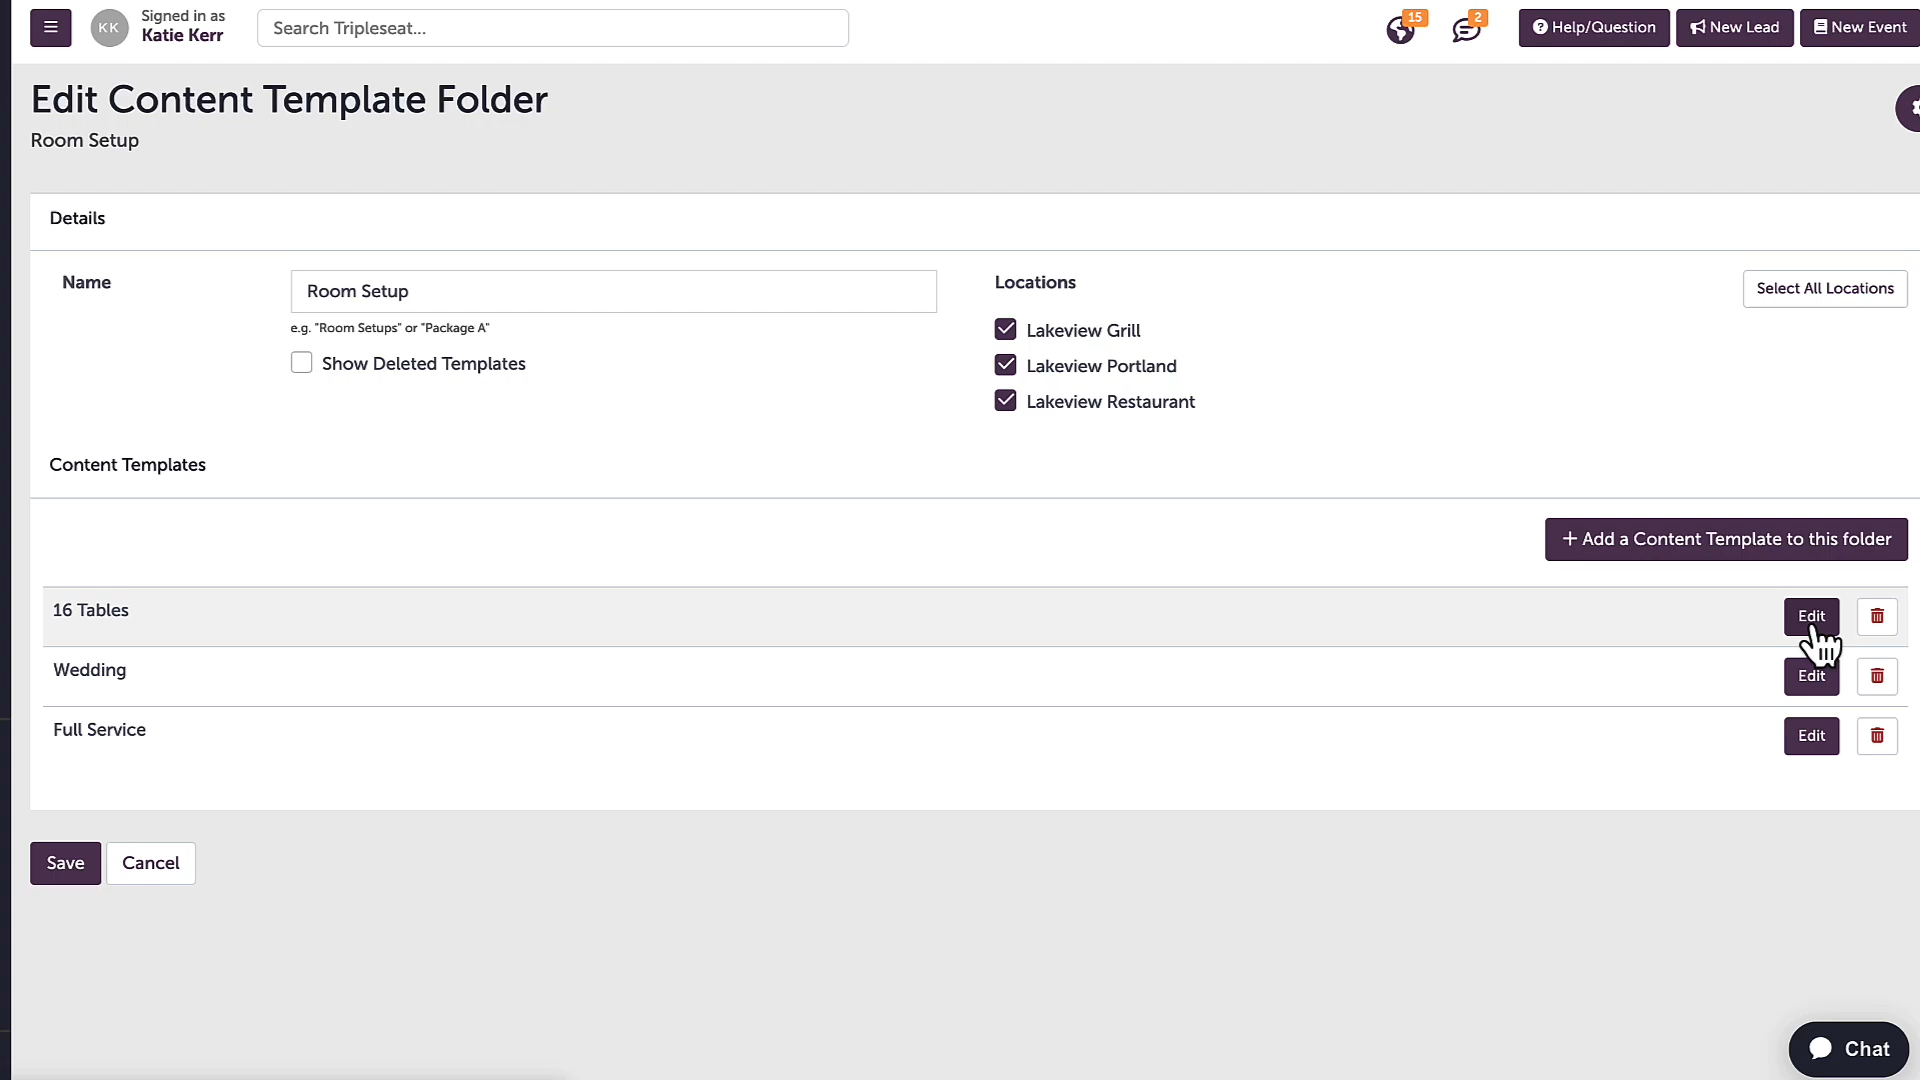 KK
Signed in as
Katie Kerr
Search Tripleseat...
15
2
Help/Question
New Lead
New Event
Edit Content Template Folder
Room Setup
Details
Name
Room Setup
e.g. "Room Setups" or "Package A"
Show Deleted Templates
Locations
Select All Locations
Lakeview Grill
Lakeview Portland
Lakeview Restaurant
Content Templates
+ Add a Content Template to this folder
16 Tables
Edit
Wedding
Edit
Full Service
Edit
Save
Cancel
Chat